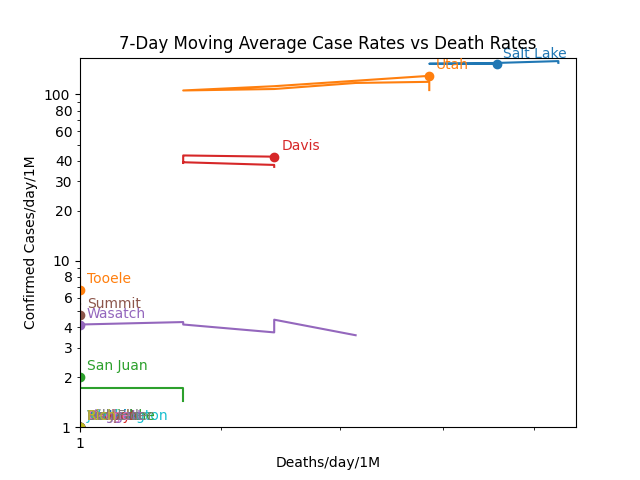 7-Day Moving Average Case Rates vs Death Rates
Salt Lake
Utah
100
80
60
Davis
40
30
20
10
Tooele
8
6
Summit
Wasatch
4
3
San Juan
2
1
1
Confirmed Cases/day/1M
Deaths/day/1M